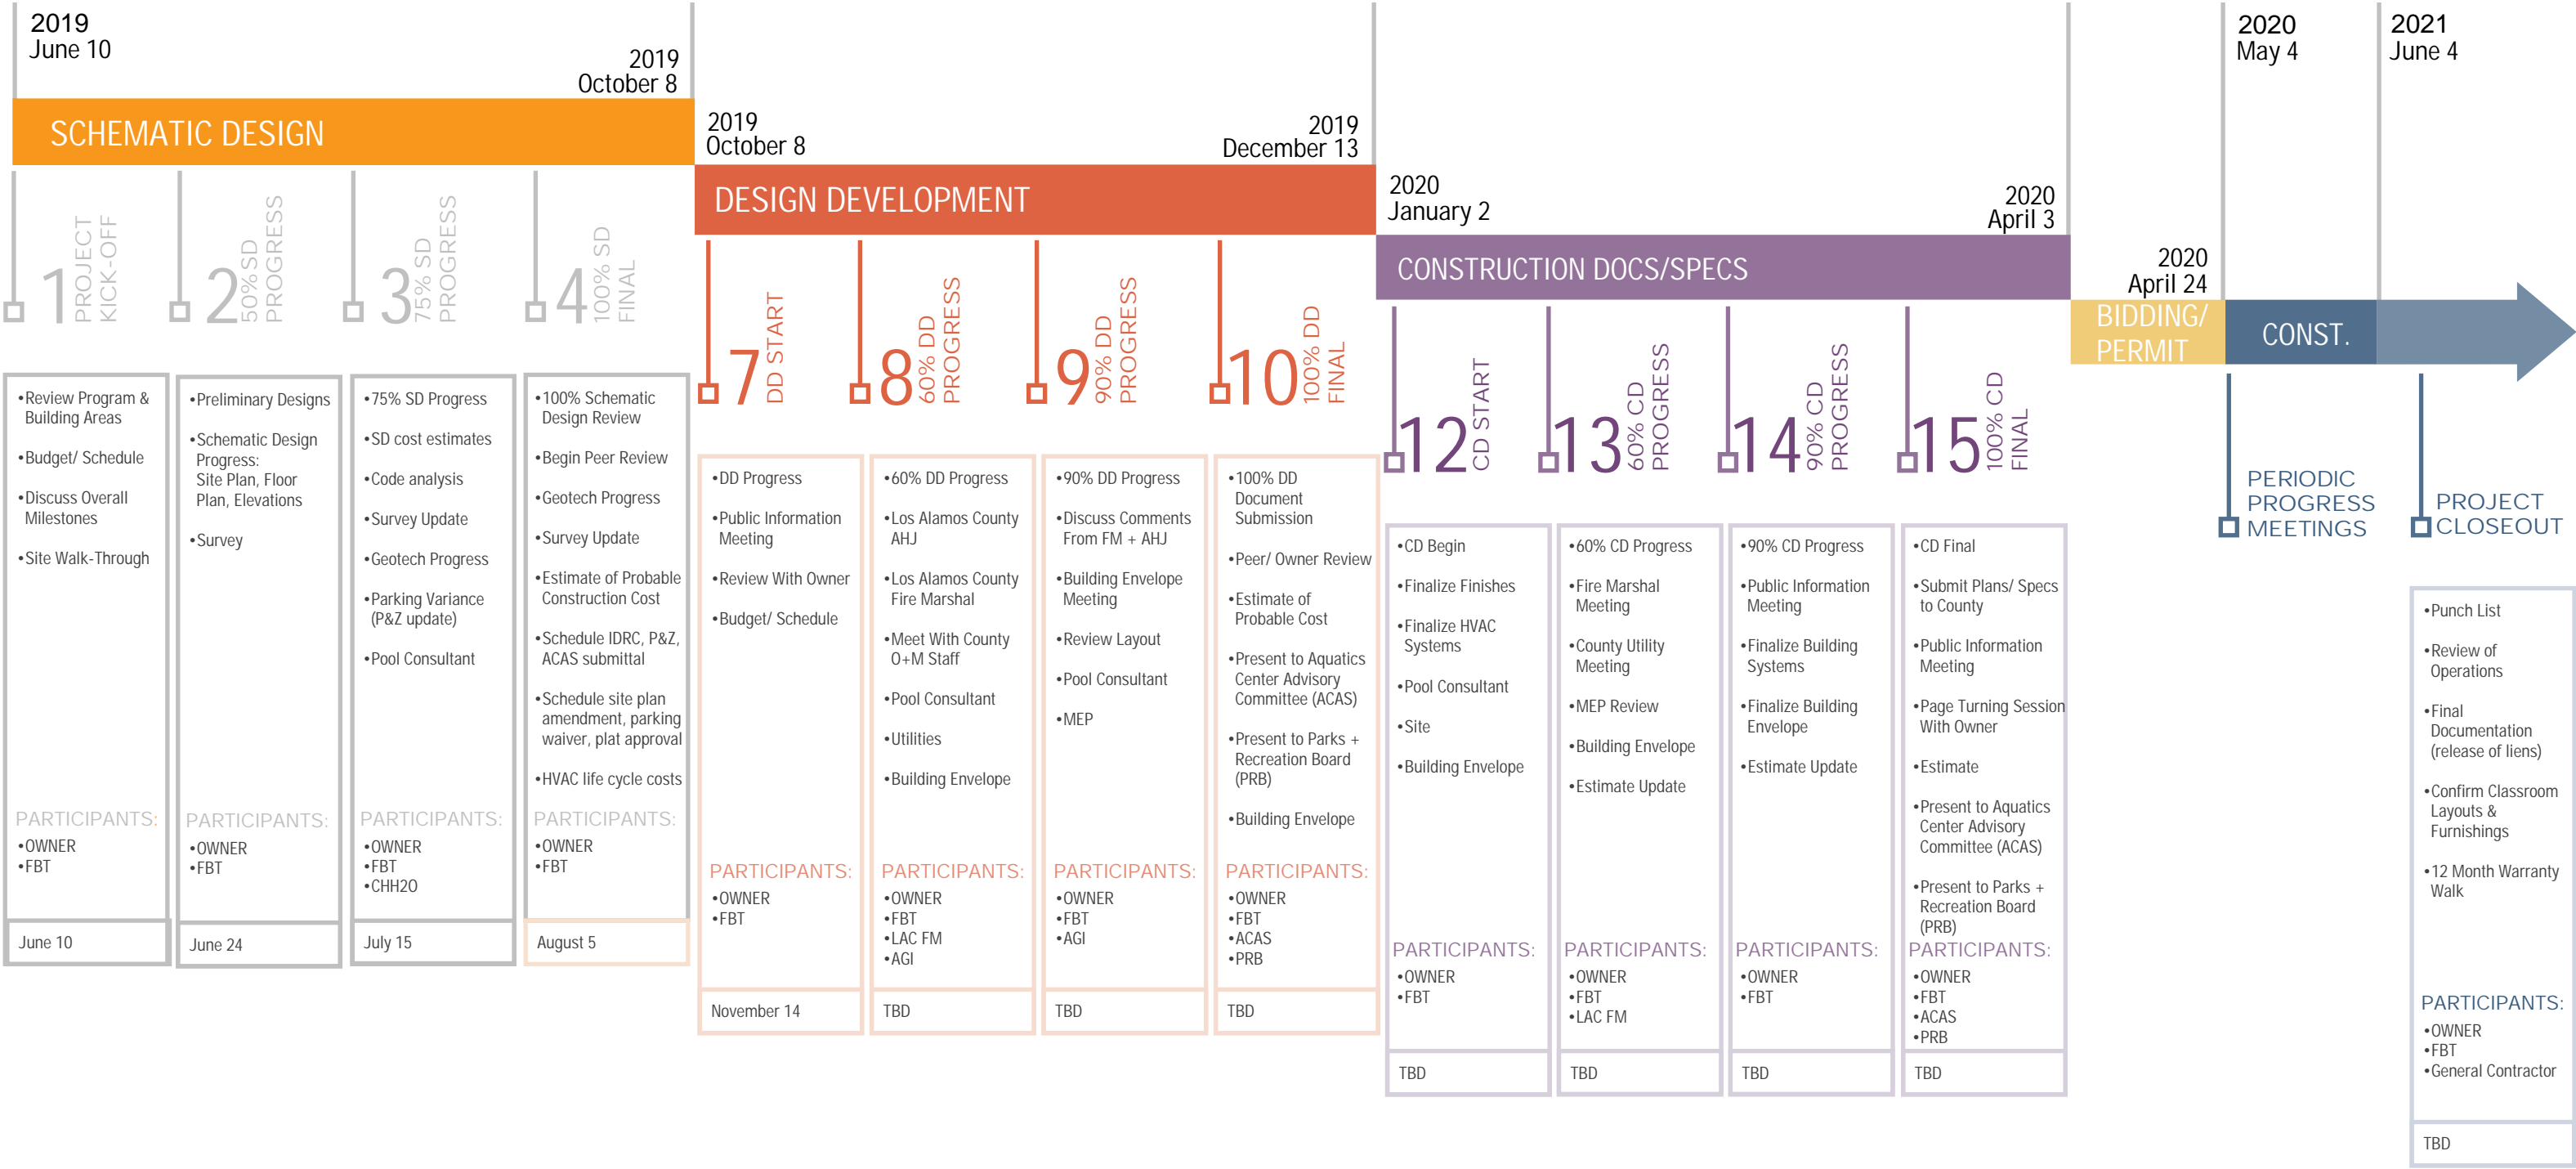 2019
June 10
2019
October 8
SCHEMATIC DESIGN
2019
October 8
2019
December 13
DESIGN DEVELOPMENT
2020
January 2
2020
April 3
CONSTRUCTION DOCS/SPECS
2020
April 24
BIDDING/
PERMIT
2020
May 4
CONST.
2021
June 4
1
PROJECT
KICK-OFF
•Review Program &
Building Areas
•Budget/ Schedule
•Discuss Overall
Milestones
•Site Walk-Through
PARTICIPANTS:
•OWNER
•FBT
June 10
2
50% SD
PROGRESS
•Preliminary Designs
•Schematic Design
Progress:
Site Plan, Floor
Plan, Elevations
•Survey
PARTICIPANTS:
•OWNER
•FBT
June 24
3
75% SD
PROGRESS
•75% SD Progress
•SD cost estimates
•Code analysis
•Survey Update
•Geotech Progress
•Parking Variance
(P&Z update)
•Pool Consultant
PARTICIPANTS:
•OWNER
•FBT
•CHH2O
July 15
4
100% SD
FINAL
•100% Schematic
Design Review
•Begin Peer Review
•Geotech Progress
•Survey Update
•Estimate of Probable
Construction Cost
•Schedule IDRC, P&Z,
ACAS submittal
•Schedule site plan
amendment, parking
waiver, plat approval
•HVAC life cycle costs
PARTICIPANTS:
•OWNER
•FBT
August 5
7
DD START
•DD Progress
•Public Information
Meeting
•Review With Owner
•Budget/ Schedule
PARTICIPANTS:
•OWNER
•FBT
November 14
8
60% DD
PROGRESS
•60% DD Progress
•Los Alamos County
AHJ
•Los Alamos County
Fire Marshal
•Meet With County
O+M Staff
•Pool Consultant
•Utilities
•Building Envelope
PARTICIPANTS:
•OWNER
•FBT
•LAC FM
•AGI
TBD
9
90% DD
PROGRESS
•90% DD Progress
•Discuss Comments
From FM + AHJ
•Building Envelope
Meeting
•Review Layout
•Pool Consultant
•MEP
PARTICIPANTS:
•OWNER
•FBT
•AGI
TBD
10
100% DD
FINAL
•100% DD
Document
Submission
•Peer/ Owner Review
•Estimate of
Probable Cost
•Present to Aquatics
Center Advisory
Committee (ACAS)
•Present to Parks +
Recreation Board
(PRB)
•Building Envelope
PARTICIPANTS:
•OWNER
•FBT
•ACAS
•PRB
TBD
12
CD START
•CD Begin
•Finalize Finishes
•Finalize HVAC
Systems
•Pool Consultant
•Site
•Building Envelope
PARTICIPANTS:
•OWNER
•FBT
TBD
13
60% CD
PROGRESS
•60% CD Progress
•Fire Marshal
Meeting
•County Utility
Meeting
•MEP Review
•Building Envelope
•Estimate Update
PARTICIPANTS:
•OWNER
•FBT
•LAC FM
TBD
14
90% CD
PROGRESS
•90% CD Progress
•Public Information
Meeting
•Finalize Building
Systems
•Finalize Building
Envelope
•Estimate Update
PARTICIPANTS:
•OWNER
•FBT
TBD
15
100% CD
FINAL
•CD Final
•Submit Plans/ Specs
to County
•Public Information
Meeting
•Page Turning Session
With Owner
•Estimate
•Present to Aquatics
Center Advisory
Committee (ACAS)
•Present to Parks +
Recreation Board
(PRB)
PARTICIPANTS:
•OWNER
•FBT
•ACAS
•PRB
TBD
PERIODIC
PROGRESS
MEETINGS
PROJECT
CLOSEOUT
•Punch List
•Review of
Operations
•Final
Documentation
(release of liens)
•Confirm Classroom
Layouts &
Furnishings
•12 Month Warranty
Walk
PARTICIPANTS:
•OWNER
•FBT
•General Contractor
TBD